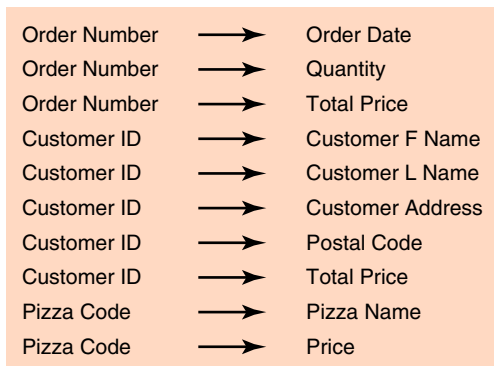 Order Number → Order Date
Order Number → Quantity
Order Number → Total Price
Customer ID → Customer F Name
Customer ID → Customer L Name
Customer ID → Customer Address
Customer ID → Postal Code
Customer ID → Total Price
Pizza Code → Pizza Name
Pizza Code → Price